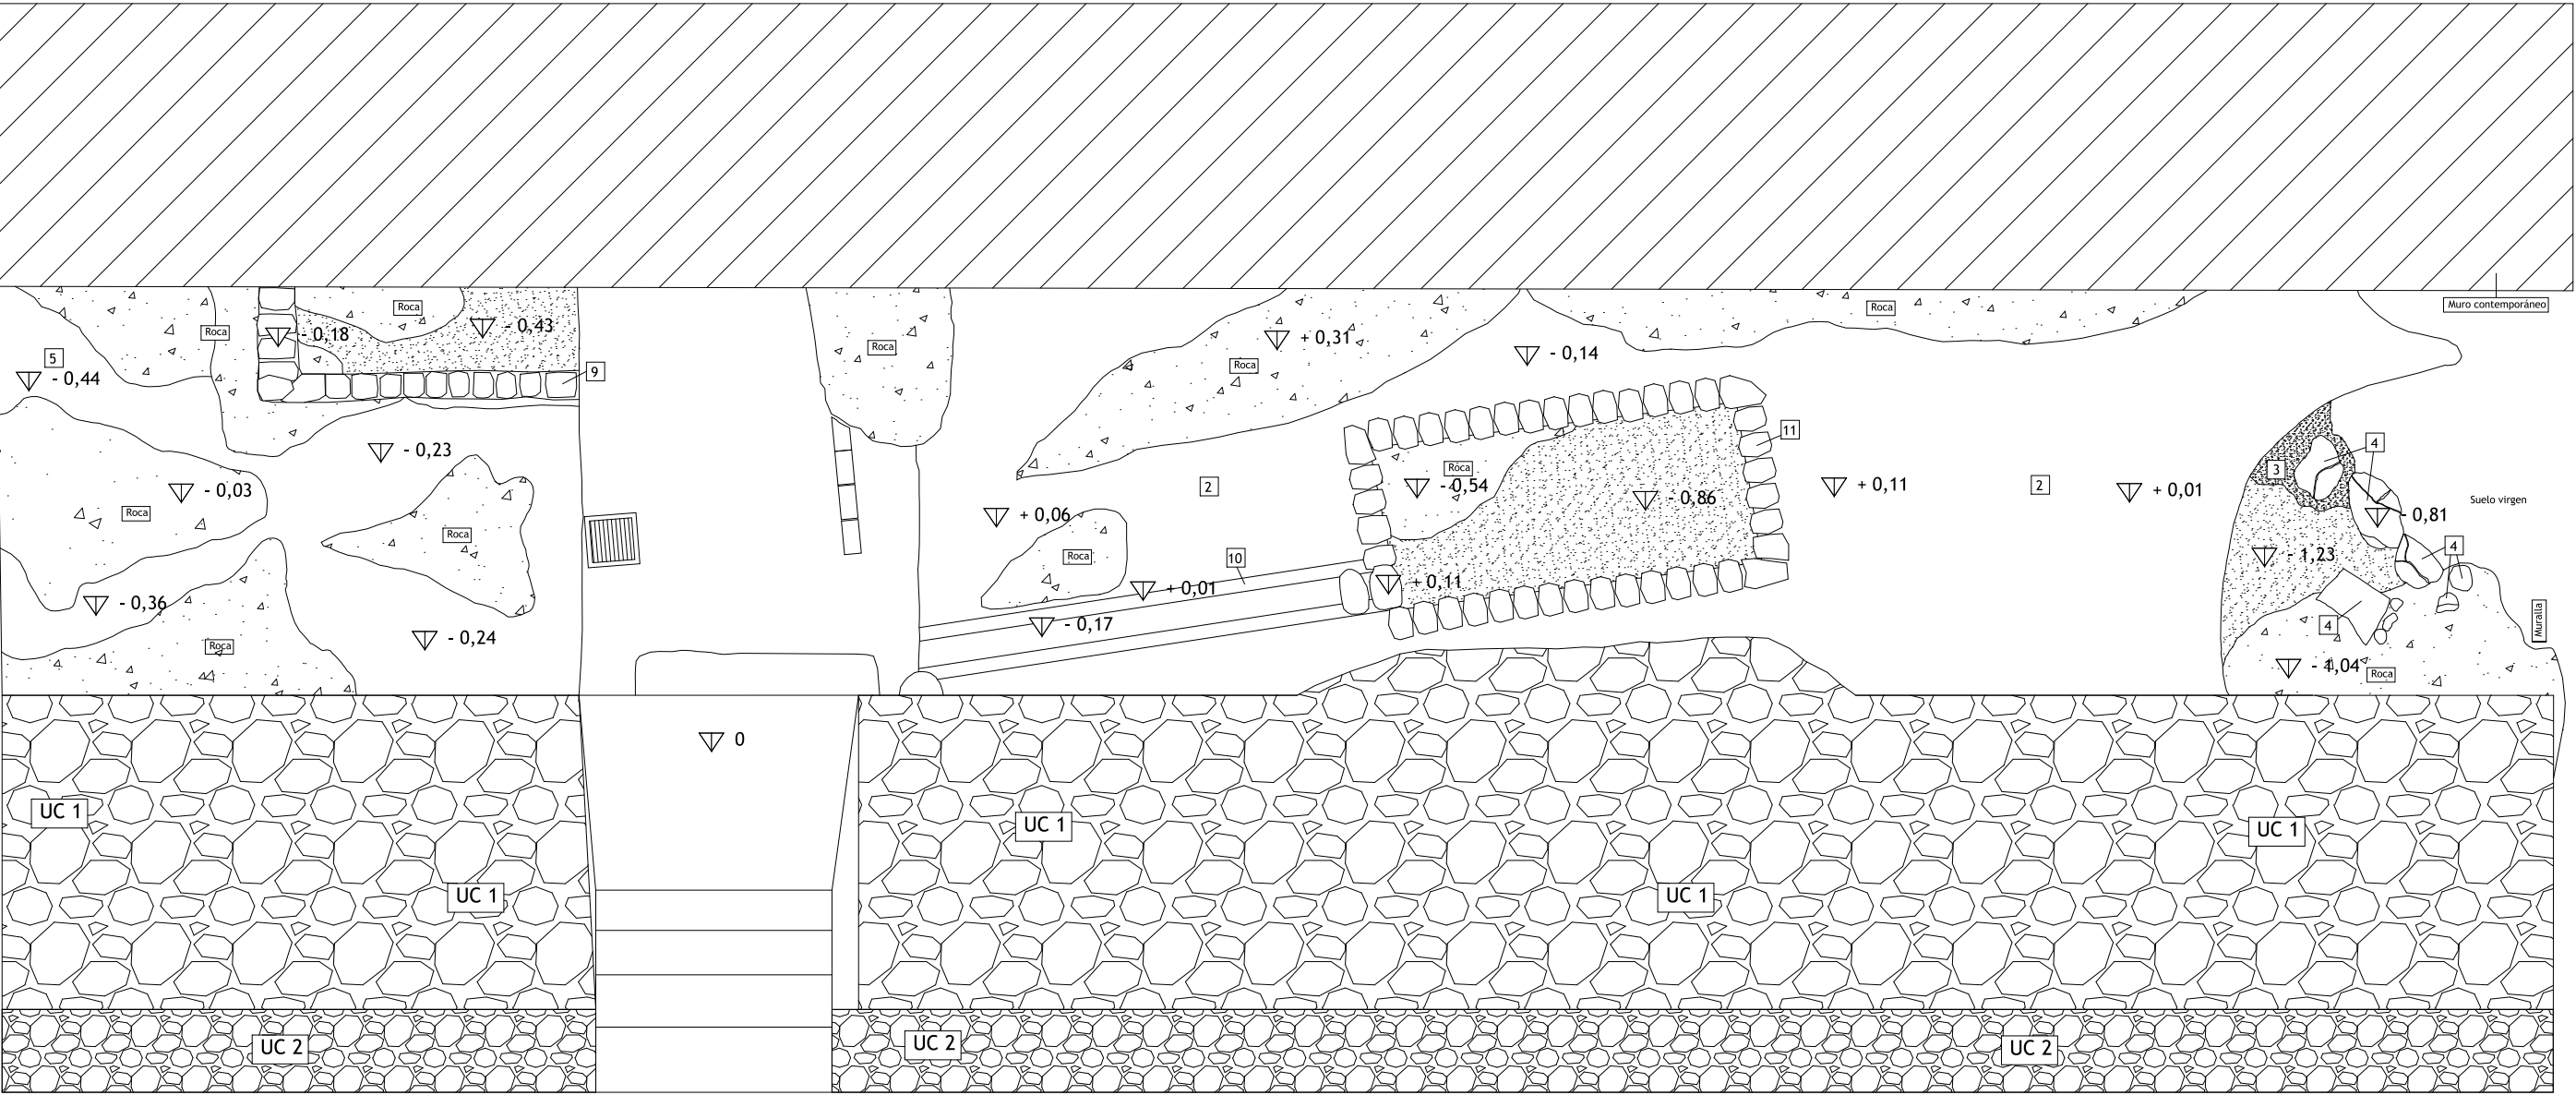 Muro contemporáneo
Roca
Roca
- 0,18
- 0,43
5
- 0,44
9
- 0,23
- 0,03
Roca
Roca
- 0,36
Roca
- 0,24
Roca
+ 0,31
Roca
- 0,14
Roca
2
+ 0,06
Roca
10
+ 0,01
- 0,17
Roca
- 0,54
- 0,86
11
+ 0,11
+ 0,11
2
+ 0,01
3
4
- 0,81
Suelo virgen
- 1,23
4
4
Muralla
Roca
0
UC 1
UC 1
UC 1
UC 1
UC 1
UC 2
UC 2
UC 2